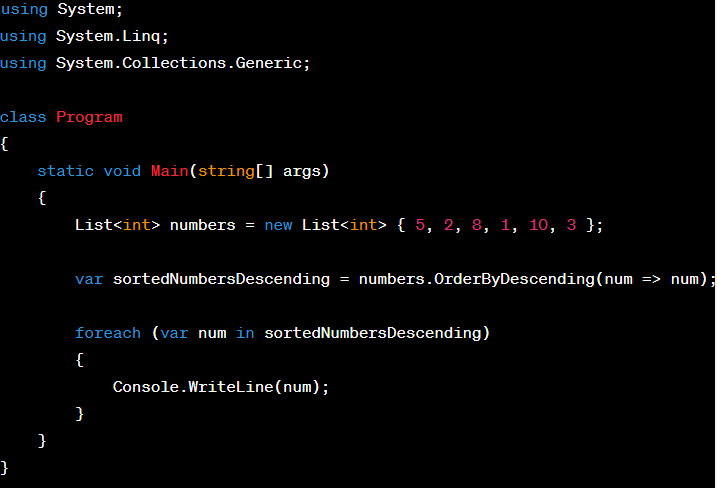 using System;
using System.Linq;
using System.Collections.Generic;

class Program
{
    static void Main(string[] args)
    {
        List<int> numbers = new List<int> { 5, 2, 8, 1, 10, 3 };

        var sortedNumbersDescending = numbers.OrderByDescending(num => num);

        foreach (var num in sortedNumbersDescending)
        {
            Console.WriteLine(num);
        }
    }
}